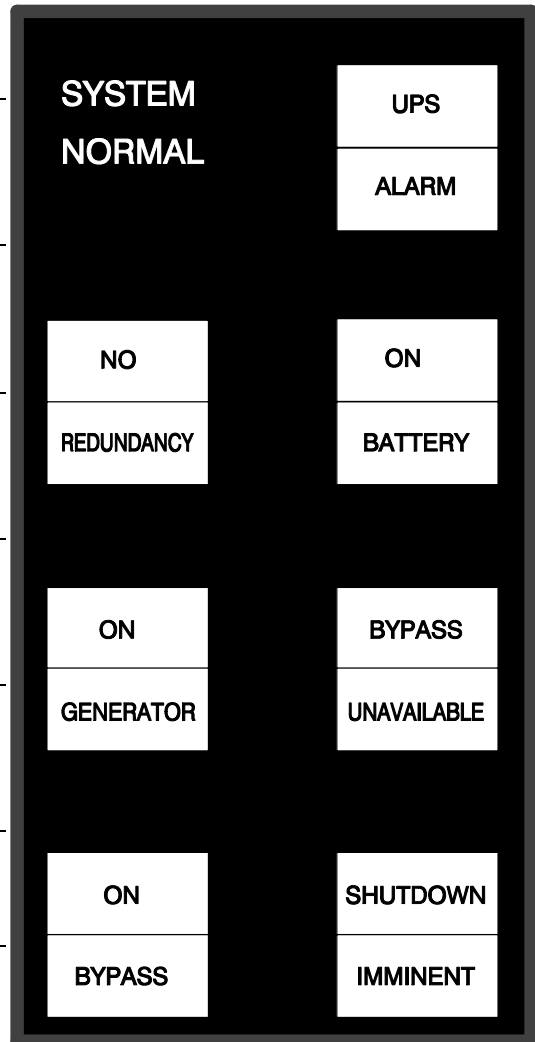 SYSTEM
NORMAL
UPS
ALARM
NO
REDUNDANCY
ON
BATTERY
ON
GENERATOR
BYPASS
UNAVAILABLE
ON
BYPASS
SHUTDOWN
IMMINENT